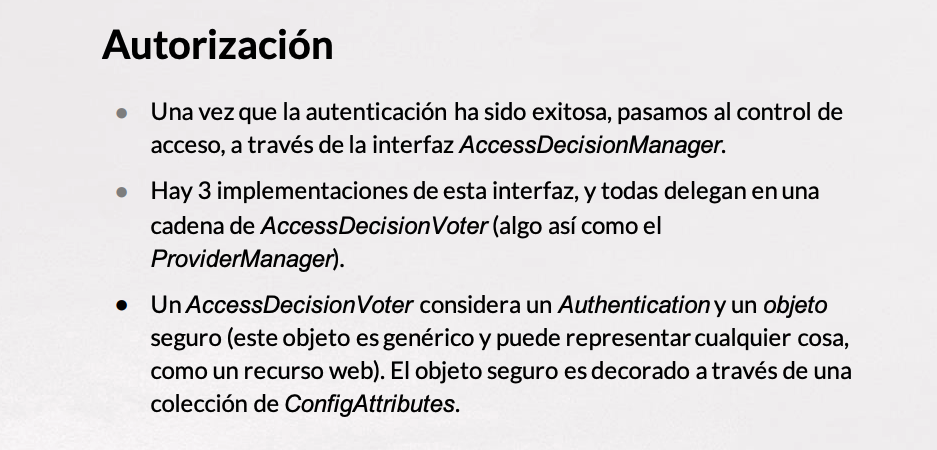 Autorización
● Una vez que la autenticación ha sido exitosa, pasamos al control de
acceso, a través de la interfaz AccessDecisionManager.
● Hay 3 implementaciones de esta interfaz, y todas delegan en una
cadena de AccessDecisionVoter (algo así como el
ProviderManager).
● Un AccessDecisionVoter considera un Authentication y un objeto
seguro (este objeto es genérico y puede representar cualquier cosa,
como un recurso web). El objeto seguro es decorado a través de una
colección de ConfigAttributes.